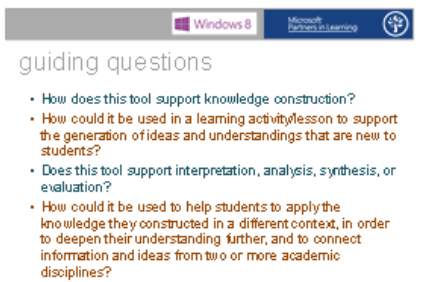 Windows 8
Microsoft
Partners in Learning
guiding questions
• How does this tool support knowledge construction?
• How could it be used in a learning activity/lesson to support
the generation of ideas and understandings that are new to
students?
• Does this tool support interpretation, analysis, synthesis, or
evaluation?
• How could it be used to help students to apply the
knowledge they constructed in a different context, in order
to deepen their understanding further, and to connect
information and ideas from two or more academic
disciplines?